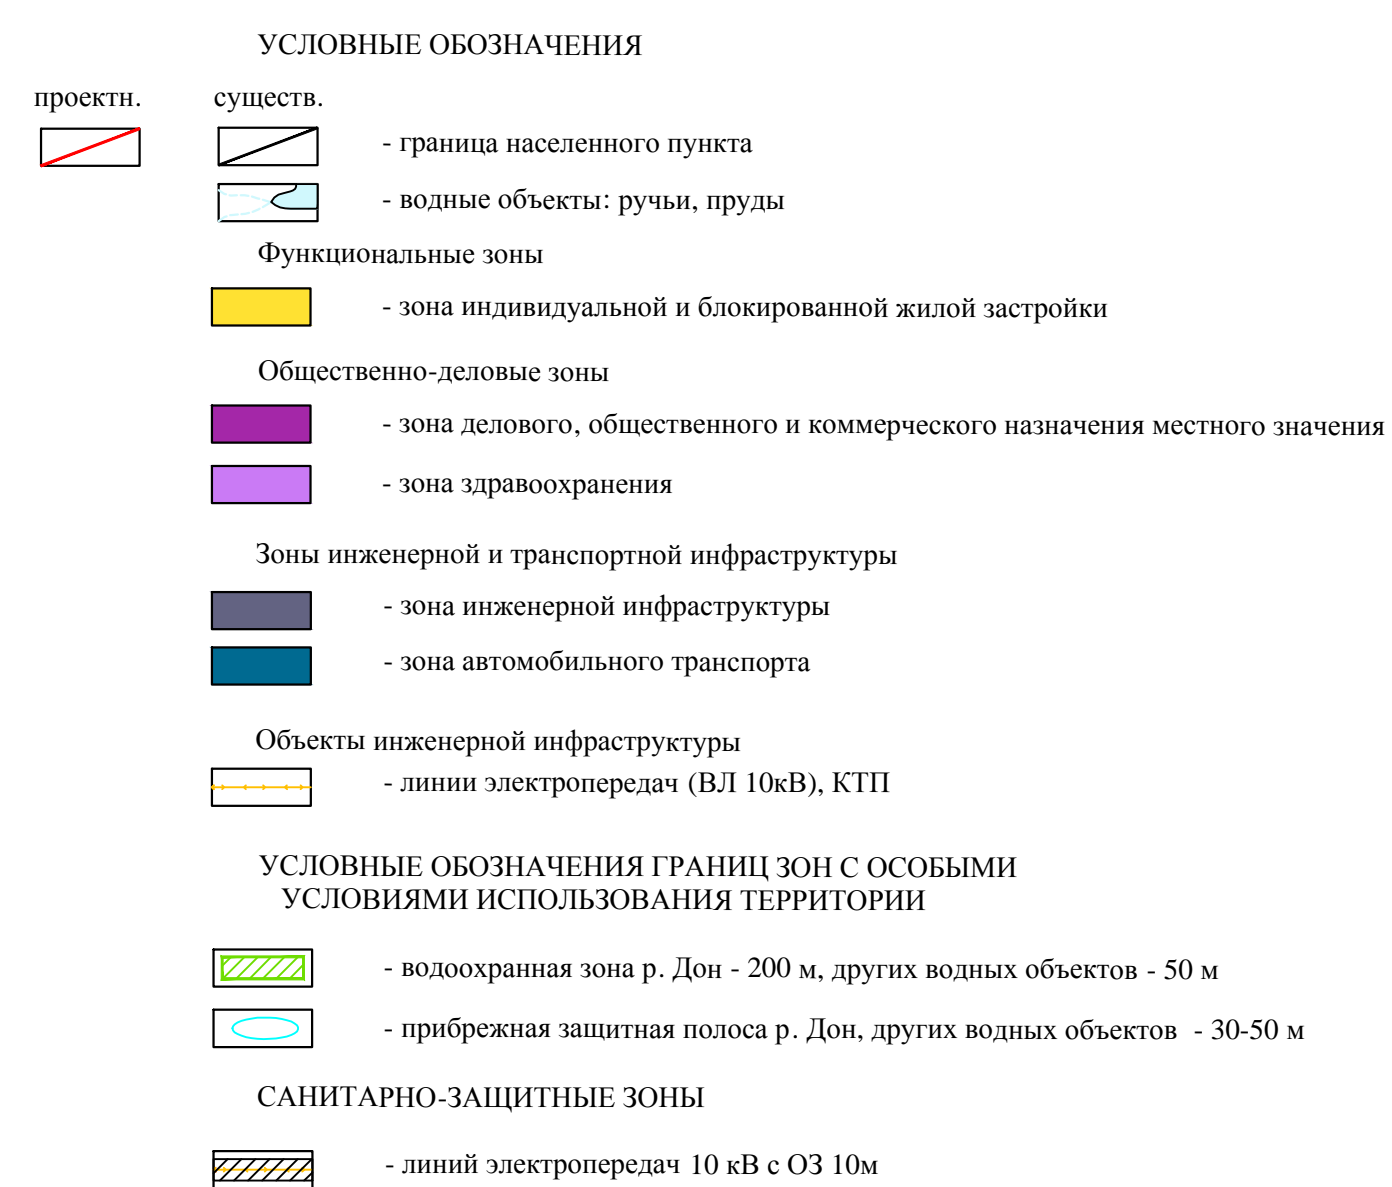 УСЛОВНЫЕ ОБОЗНАЧЕНИЯ
проектн. существ.
- граница населенного пункта
- водные объекты: ручьи, пруды
Функциональные зоны
- зона индивидуальной и блокированной жилой застройки
Общественно-деловые зоны
- зона делового, общественного и коммерческого назначения местного значения
- зона здравоохранения
Зоны инженерной и транспортной инфраструктуры
- зона инженерной инфраструктуры
- зона автомобильного транспорта
Объекты инженерной инфраструктуры
- линии электропередач (ВЛ 10кВ), КТП
УСЛОВНЫЕ ОБОЗНАЧЕНИЯ ГРАНИЦ ЗОН С ОСОБЫМИ
УСЛОВИЯМИ ИСПОЛЬЗОВАНИЯ ТЕРРИТОРИИ
- водоохранная зона р. Дон - 200 м, других водных объектов - 50 м
- прибрежная защитная полоса р. Дон, других водных объектов - 30-50 м
САНИТАРНО-ЗАЩИТНЫЕ ЗОНЫ
- линий электропередач 10 кВ с ОЗ 10м